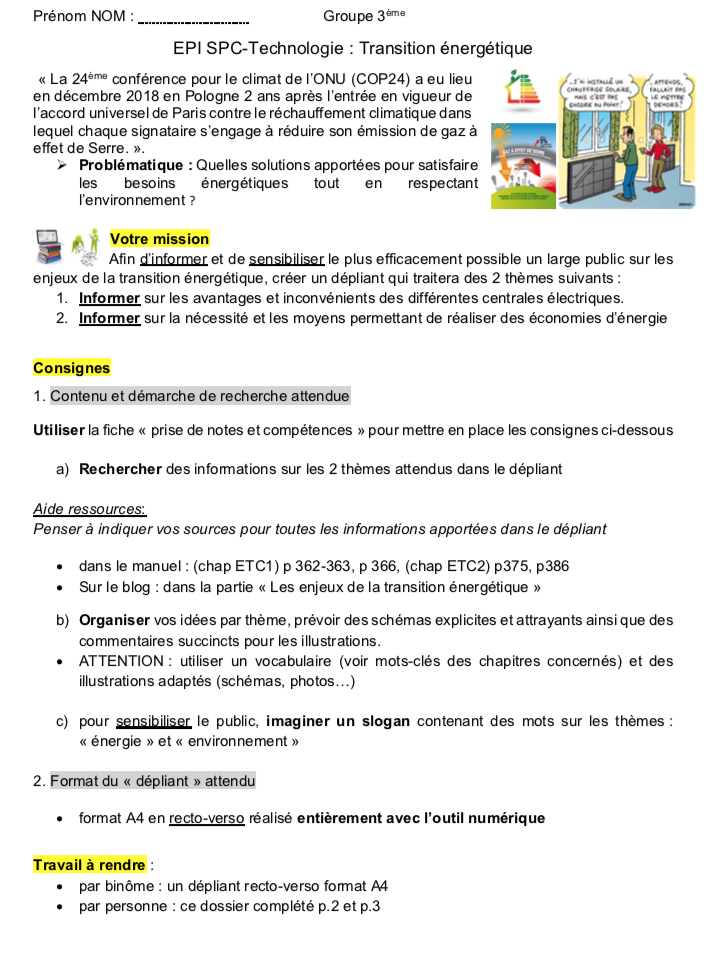 Prénom NOM : ____________ Groupe 3ème
EPI SPC-Technologie : Transition énergétique
« La 24ème conférence pour le climat de l'ONU (COP24) a eu lieu
en décembre 2018 en Pologne 2 ans après l'entrée en vigueur de
l'accord universel de Paris contre le réchauffement climatique dans
lequel chaque signataire s'engage à réduire son émission de gaz à
effet de Serre. ».
➢ Problématique : Quelles solutions apportées pour satisfaire
les besoins énergétiques tout en respectant
l'environnement ?
GAZ À EFFET DE SERRE
...J'AI INSTALLÉ UN
CHAUFFAGE SOLAIRE,
MAIS C'EST PAS
ENCORE AU POINT!
ATTENDS,
FALLAIT PAS
LE METTRE
DEHORS?
Votre mission
Afin d'informer et de sensibiliser le plus efficacement possible un large public sur les
enjeux de la transition énergétique, créer un dépliant qui traitera des 2 thèmes suivants :
1. Informer sur les avantages et inconvénients des différentes centrales électriques.
2. Informer sur la nécessité et les moyens permettant de réaliser des économies d'énergie
Consignes
1. Contenu et démarche de recherche attendue
Utiliser la fiche « prise de notes et compétences » pour mettre en place les consignes ci-dessous
a) Rechercher des informations sur les 2 thèmes attendus dans le dépliant
Aide ressources:
Penser à indiquer vos sources pour toutes les informations apportées dans le dépliant
• dans le manuel : (chap ETC1) p 362-363, p 366, (chap ETC2) p375, p386
• Sur le blog : dans la partie « Les enjeux de la transition énergétique »
b) Organiser vos idées par thème, prévoir des schémas explicites et attrayants ainsi que des
commentaires succincts pour les illustrations.
• ATTENTION : utiliser un vocabulaire (voir mots-clés des chapitres concernés) et des
illustrations adaptés (schémas, photos…)
c) pour sensibiliser le public, imaginer un slogan contenant des mots sur les thèmes :
« énergie » et « environnement »
2. Format du « dépliant » attendu
• format A4 en recto-verso réalisé entièrement avec l'outil numérique
Travail à rendre :
• par binôme : un dépliant recto-verso format A4
• par personne : ce dossier complété p.2 et p.3